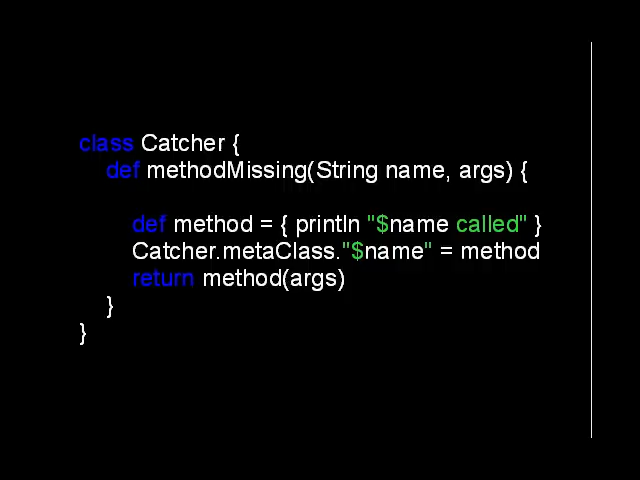 class Catcher {
def methodMissing(String name, args) {
def method = { println "$name called" }
Catcher.metaClass."$name" = method
return method(args)
}
}